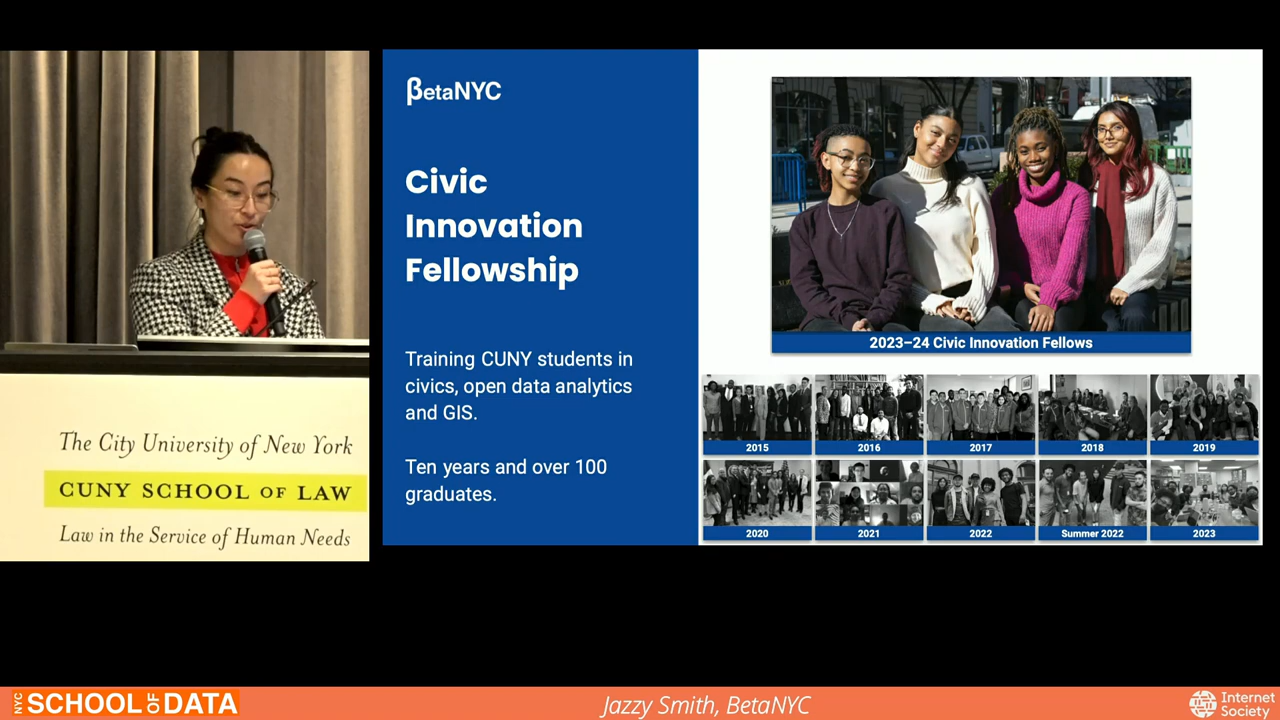 The City University of New York
CUNY SCHOOL OF LAW
Law in the Service of Human Needs
βetaNYC
Civic
Innovation
Fellowship
Training CUNY students in
civics, open data analytics
and GIS.
Ten years and over 100
graduates.
2023–24 Civic Innovation Fellows
2015
2016
2017
2018
2019
2020
2021
2022
Summer 2022
2023
NYC SCHOOL OF DATA
Jazzy Smith, BetaNYC
Internet
Society